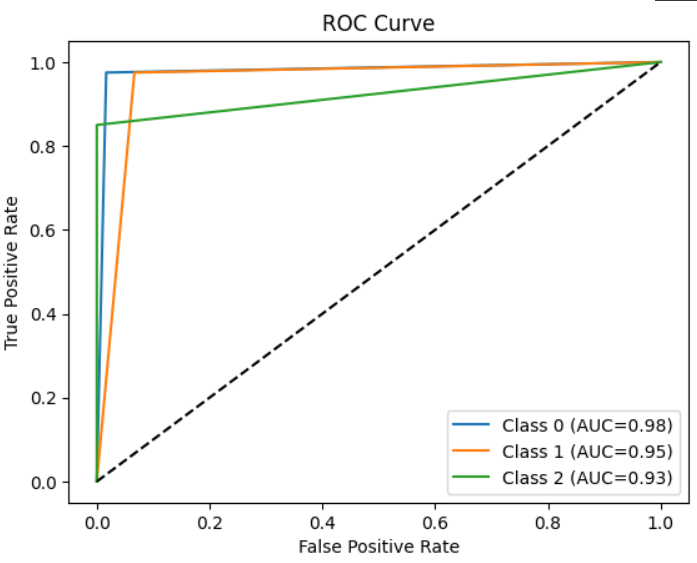 ROC Curve
True Positive Rate
1.0
0.8
0.6
0.4
0.2
0.0
Class 0 (AUC=0.98)
Class 1 (AUC=0.95)
Class 2 (AUC=0.93)
0.0 0.2 0.4 0.6 0.8 1.0
False Positive Rate